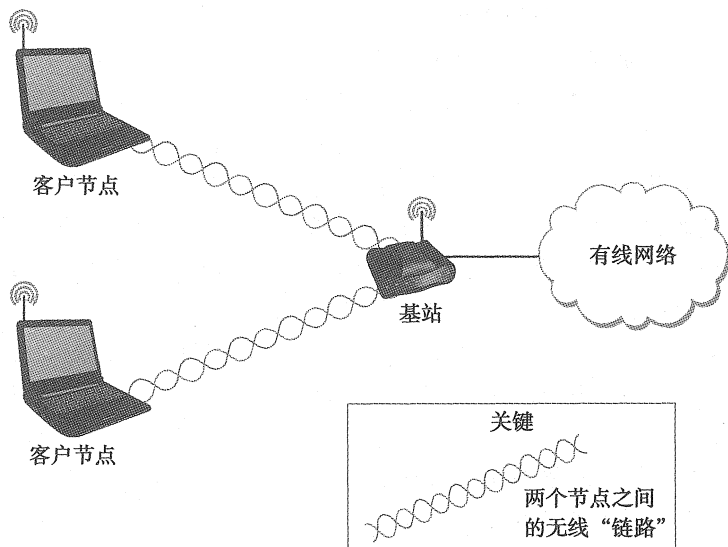 客户节点
有线网络
基站
客户节点
关键
两个节点之间
的无线“链路”